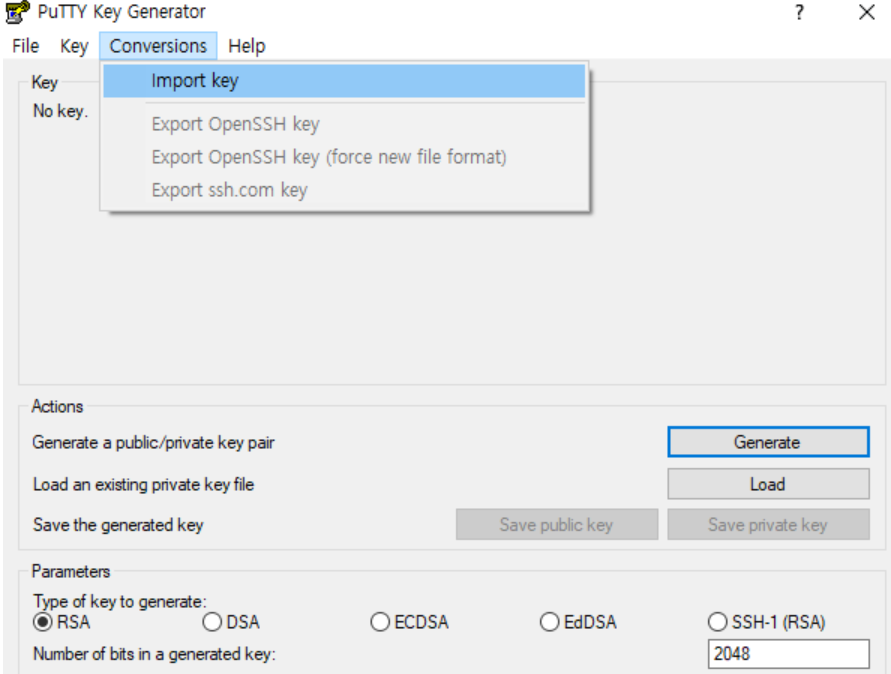 PuTTY Key Generator ? ×
File Key Conversions Help
Import key
Export OpenSSH key
Export OpenSSH key (force new file format)
Export ssh.com key
Key
No key.
Actions
Generate a public/private key pair Generate
Load an existing private key file Load
Save the generated key Save public key Save private key
Parameters
Type of key to generate:
RSA DSA ECDSA EdDSA SSH-1 (RSA)
Number of bits in a generated key: 2048